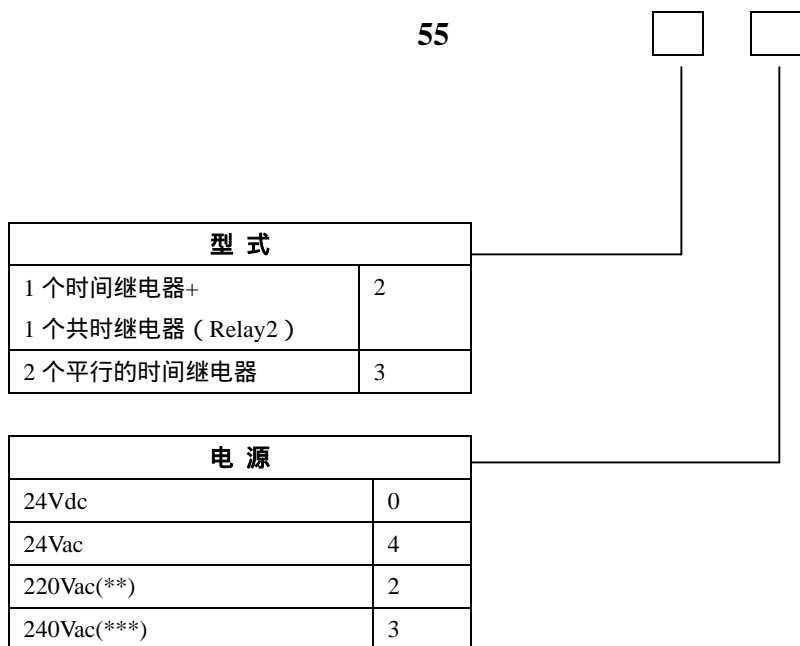 55
型 式
1 个时间继电器+ 2
1 个共时继电器（Relay2）
2 个平行的时间继电器 3
电 源
24Vdc 0
24Vac 4
220Vac(**) 2
240Vac(***) 3